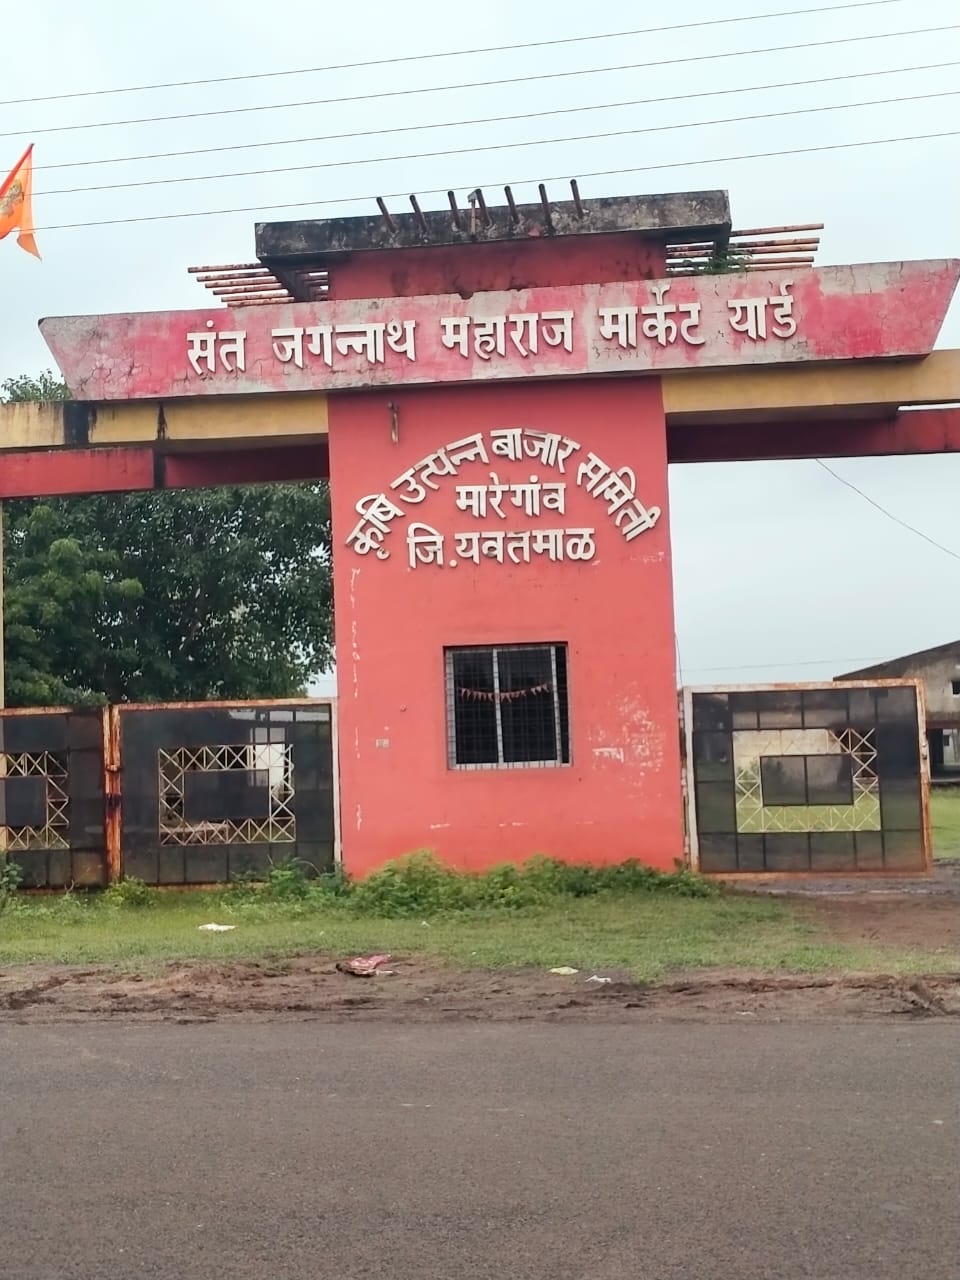 संत जगन्नाथ महाराज मार्केट यार्ड
कृषि उत्पन्न बाजार समिती
मारेगांव
जि.यवतमाळ